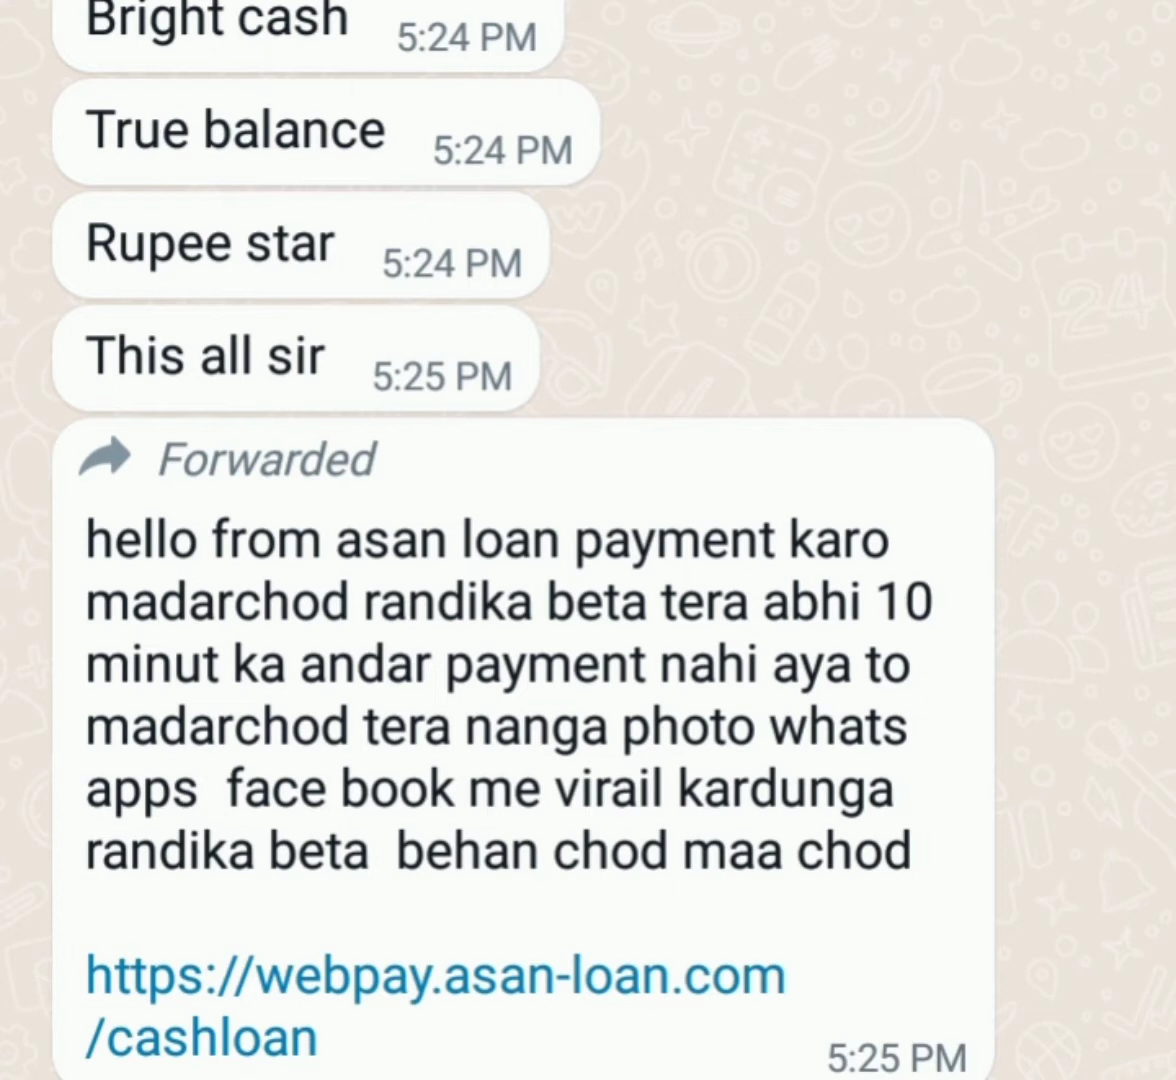 Bright cash 5:24 PM
True balance 5:24 PM
Rupee star 5:24 PM
This all sir 5:25 PM
Forwarded
hello from asan loan payment karo
madarchod randika beta tera abhi 10
minut ka andar payment nahi aya to
madarchod tera nanga photo whats
apps  face book me virail kardunga
randika beta  behan chod maa chod
https://webpay.asan-loan.com
/cashloan 5:25 PM